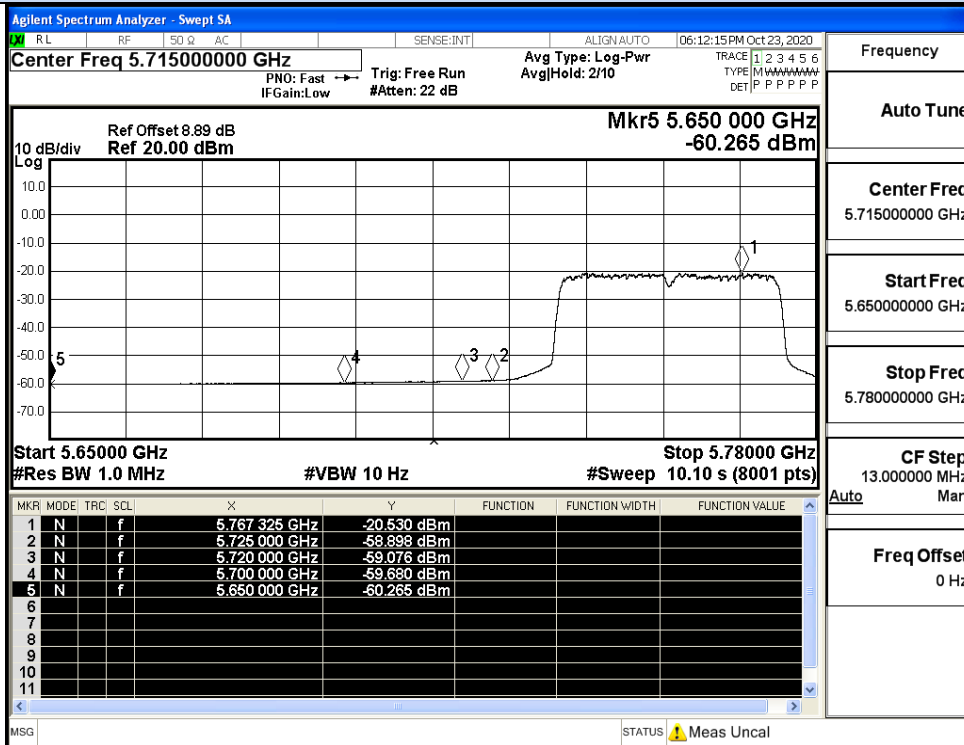 Agilent Spectrum Analyzer - Swept SA
LXI RL RF 50 Ω AC SENSE:INT ALIGN AUTO 06:12:15 PM Oct 23, 2020
Center Freq 5.715000000 GHz
PNO: Fast
IFGain:Low
Trig: Free Run
#Atten: 22 dB
Avg Type: Log-Pwr
Avg|Hold: 2/10
TRACE 1 2 3 4 5 6
TYPE M W W W W W
DET P P P P P P
Mkr5 5.650 000 GHz
-60.265 dBm
Ref Offset 8.89 dB
10 dB/div Ref 20.00 dBm
Log
10.0
0.00
-10.0
1
-20.0
-30.0
-40.0
-50.0
5 4 3 2
-60.0
-70.0
Start 5.65000 GHz Stop 5.78000 GHz
#Res BW 1.0 MHz #VBW 10 Hz #Sweep 10.10 s (8001 pts)
MKR MODE TRC SCL X Y FUNCTION FUNCTION WIDTH FUNCTION VALUE
1 N f 5.767 325 GHz -20.530 dBm
2 N f 5.725 000 GHz -58.898 dBm
3 N f 5.720 000 GHz -59.076 dBm
4 N f 5.700 000 GHz -59.680 dBm
5 N f 5.650 000 GHz -60.265 dBm
6
7
8
9
10
11
MSG STATUS Meas Uncal
Frequency
Auto Tune
Center Freq
5.715000000 GHz
Start Freq
5.650000000 GHz
Stop Freq
5.780000000 GHz
CF Step
13.000000 MHz
Auto Man
Freq Offset
0 Hz